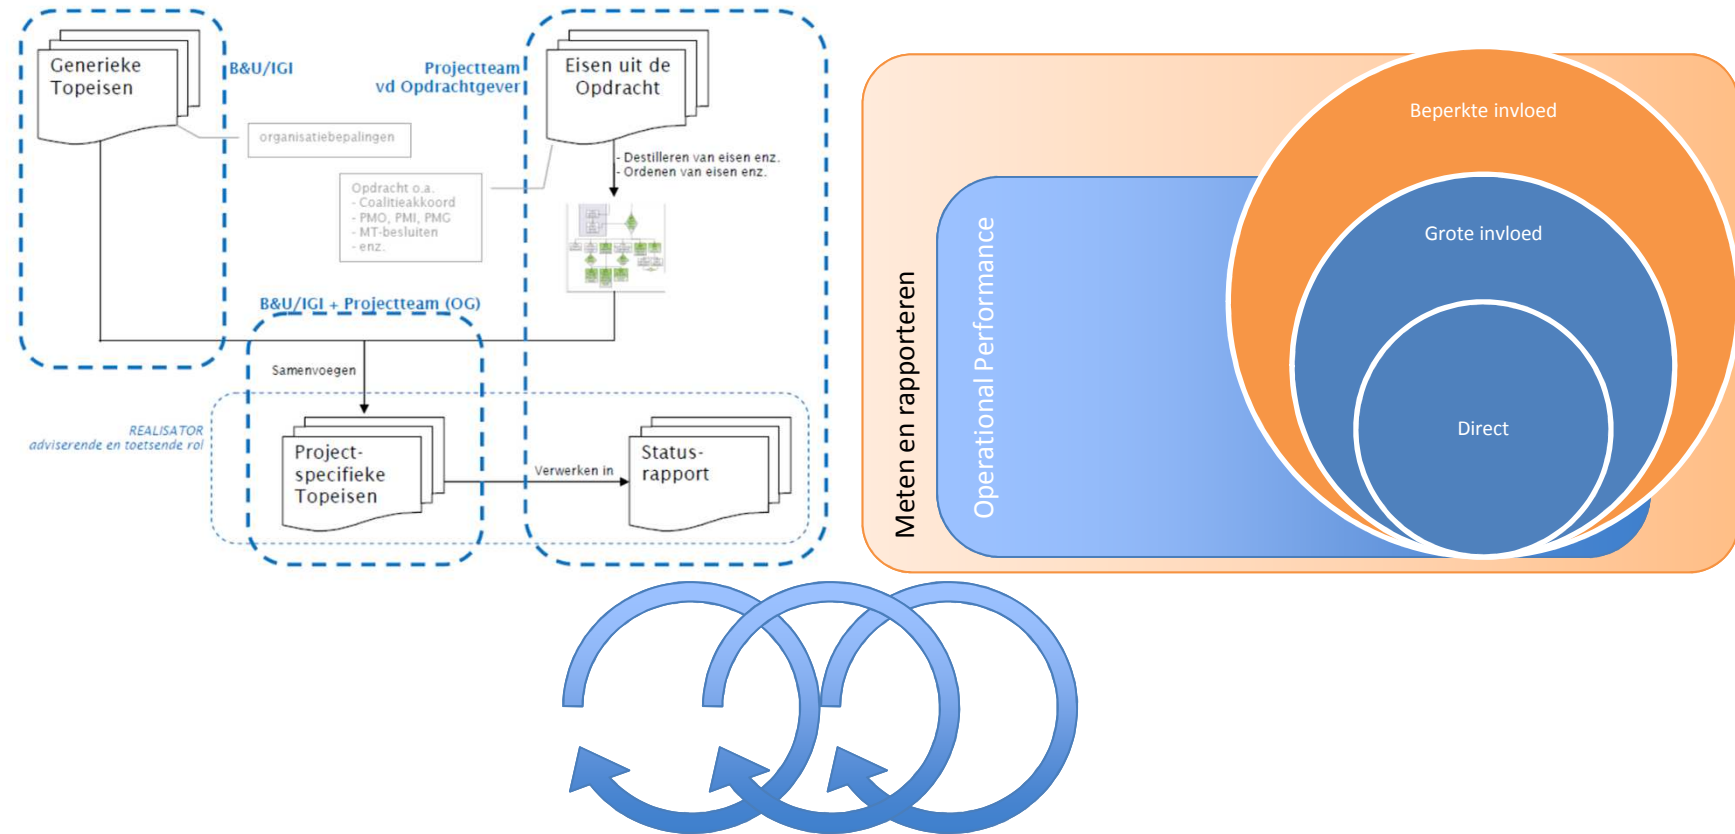 Generieke
Topeisen
B&U/IGI
organisatiebepalingen
Projectteam
vd Opdrachtgever
Eisen uit de
Opdracht
- Destilleren van eisen enz.
- Ordenen van eisen enz.
Opdracht o.a.
- Coalitieakkoord
- PMO, PMI, PMG
- MT-besluiten
- enz.
B&U/IGI + Projectteam (OG)
Samenvoegen
REALISATOR
adviserende en toetsende rol
Project-
specifieke
Topeisen
Verwerken in
Status-
rapport
Meten en rapporteren
Operational Performance
Beperkte invloed
Grote invloed
Direct